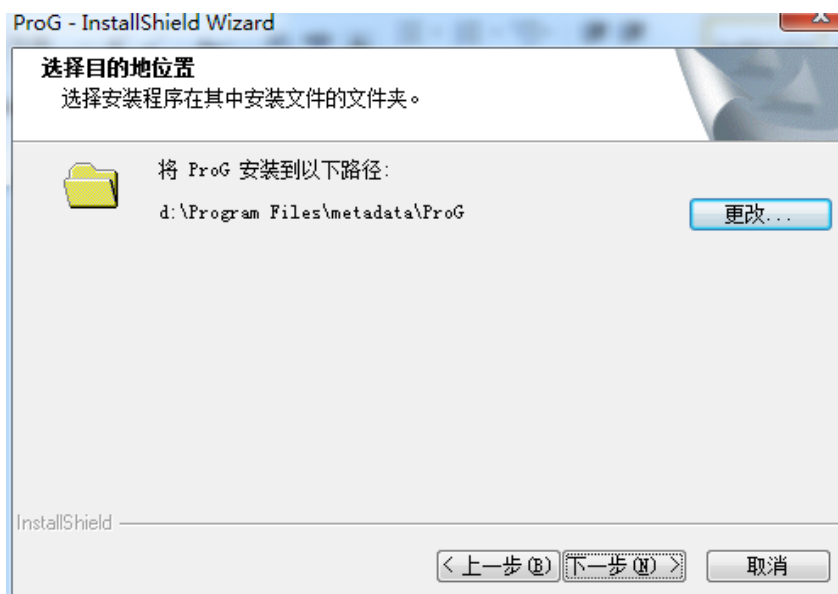 ProG - InstallShield Wizard
选择目的地位置
选择安装程序在其中安装文件的文件夹。
将 ProG 安装到以下路径:
d:\Program Files\metadata\ProG
更改...
InstallShield
< 上一步(B) 下一步(N) > 取消